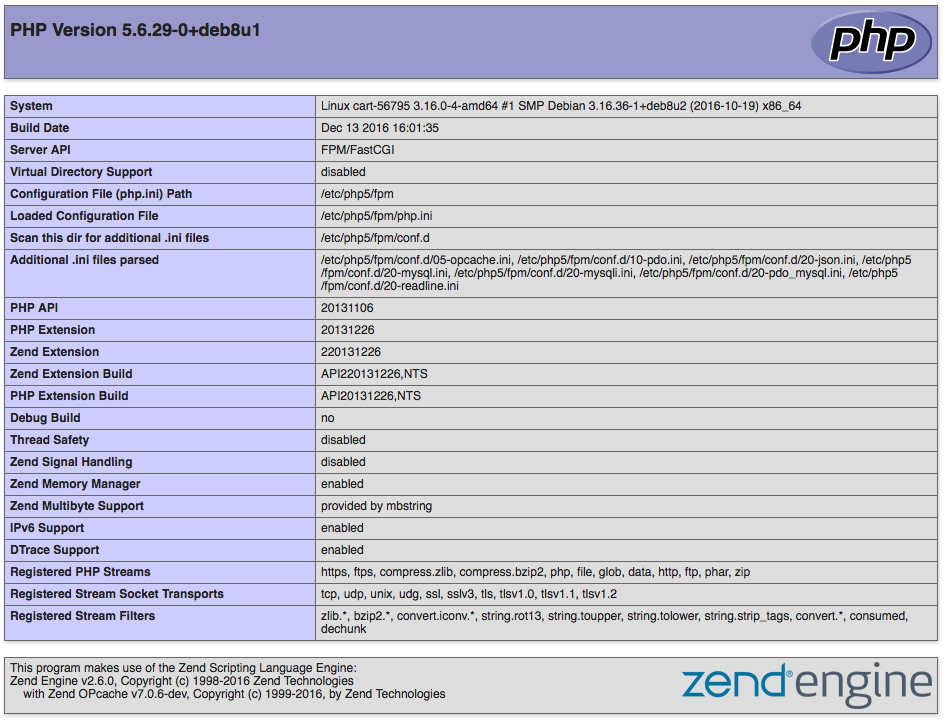 PHP Version 5.6.29-0+deb8u1
php
System Linux cart-56795 3.16.0-4-amd64 #1 SMP Debian 3.16.36-1+deb8u2 (2016-10-19) x86_64
Build Date Dec 13 2016 16:01:35
Server API FPM/FastCGI
Virtual Directory Support disabled
Configuration File (php.ini) Path /etc/php5/fpm
Loaded Configuration File /etc/php5/fpm/php.ini
Scan this dir for additional .ini files /etc/php5/fpm/conf.d
Additional .ini files parsed /etc/php5/fpm/conf.d/05-opcache.ini, /etc/php5/fpm/conf.d/10-pdo.ini, /etc/php5/fpm/conf.d/20-json.ini, /etc/php5
/fpm/conf.d/20-mysql.ini, /etc/php5/fpm/conf.d/20-mysqli.ini, /etc/php5/fpm/conf.d/20-pdo_mysql.ini, /etc/php5
/fpm/conf.d/20-readline.ini
PHP API 20131106
PHP Extension 20131226
Zend Extension 220131226
Zend Extension Build API220131226,NTS
PHP Extension Build API20131226,NTS
Debug Build no
Thread Safety disabled
Zend Signal Handling disabled
Zend Memory Manager enabled
Zend Multibyte Support provided by mbstring
IPv6 Support enabled
DTrace Support enabled
Registered PHP Streams https, ftps, compress.zlib, compress.bzip2, php, file, glob, data, http, ftp, phar, zip
Registered Stream Socket Transports tcp, udp, unix, udg, ssl, sslv3, tls, tlsv1.0, tlsv1.1, tlsv1.2
Registered Stream Filters zlib.*, bzip2.*, convert.iconv.*, string.rot13, string.toupper, string.tolower, string.strip_tags, convert.*, consumed,
dechunk
This program makes use of the Zend Scripting Language Engine:
Zend Engine v2.6.0, Copyright (c) 1998-2016 Zend Technologies
with Zend OPcache v7.0.6-dev, Copyright (c) 1999-2016, by Zend Technologies
zend® engine